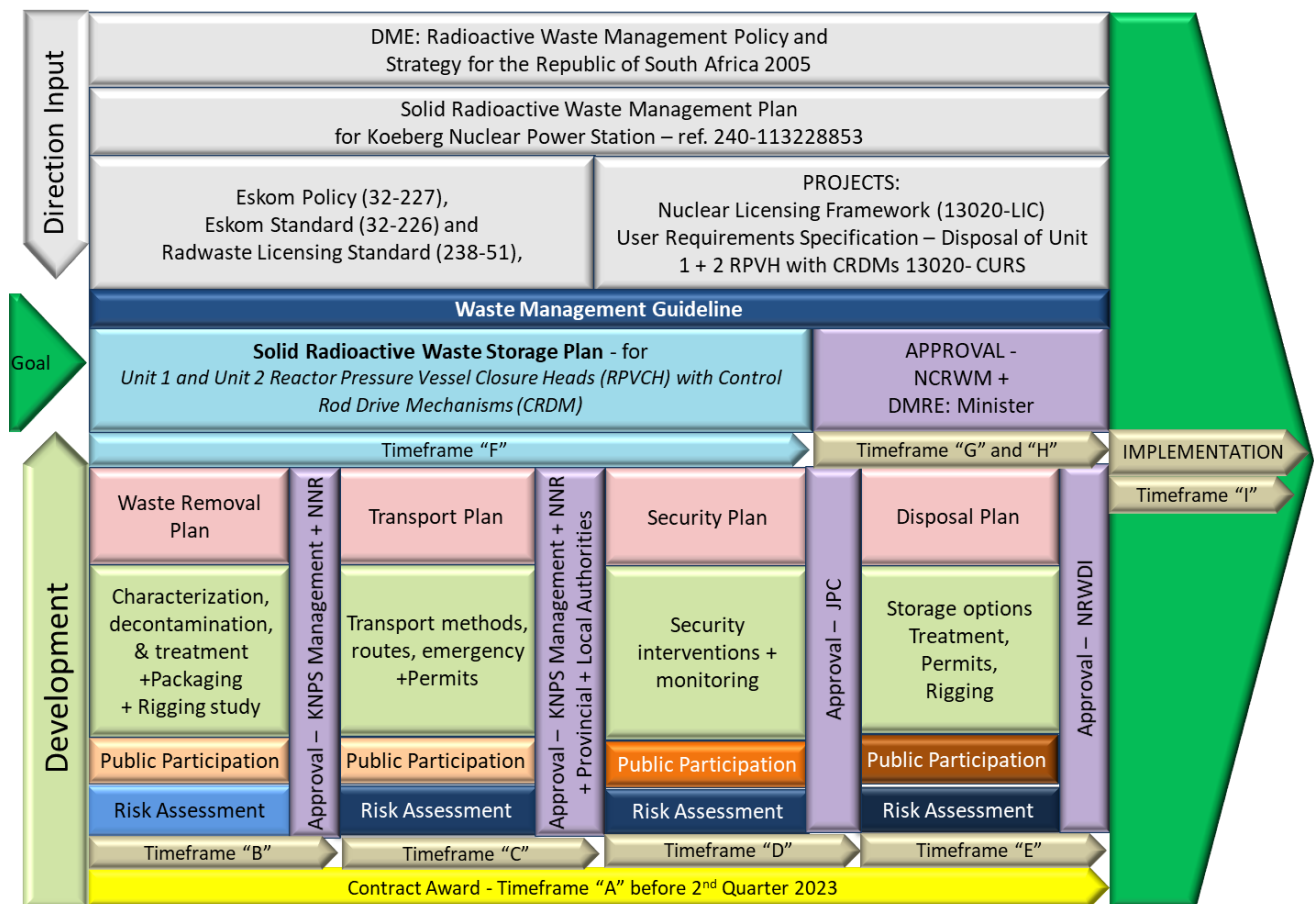 Direction Input
DME: Radioactive Waste Management Policy and
Strategy for the Republic of South Africa 2005
Solid Radioactive Waste Management Plan
for Koeberg Nuclear Power Station – ref. 240-113228853
Eskom Policy (32-227),
Eskom Standard (32-226) and
Radwaste Licensing Standard (238-51),
PROJECTS:
Nuclear Licensing Framework (13020-LIC)
User Requirements Specification – Disposal of Unit
1 + 2 RPVH with CRDMs 13020- CURS
Waste Management Guideline
Goal
Solid Radioactive Waste Storage Plan - for
Unit 1 and Unit 2 Reactor Pressure Vessel Closure Heads (RPVCH) with Control
Rod Drive Mechanisms (CRDM)
APPROVAL -
NCRWM +
DMRE: Minister
Timeframe “F”
Timeframe “G” and “H”
IMPLEMENTATION
Timeframe “I”
Development
Waste Removal
Plan
Characterization,
decontamination,
& treatment
+Packaging
+ Rigging study
Public Participation
Risk Assessment
Approval – KNPS Management + NNR
Transport Plan
Transport methods,
routes, emergency
+Permits
Public Participation
Risk Assessment
Approval – KNPS Management + NNR
+ Provincial + Local Authorities
Security Plan
Security
interventions +
monitoring
Public Participation
Risk Assessment
Approval – JPC
Disposal Plan
Storage options
Treatment,
Permits,
Rigging
Public Participation
Risk Assessment
Approval – NRWDI
Timeframe “B”
Timeframe “C”
Timeframe “D”
Timeframe “E”
Contract Award - Timeframe “A” before 2nd Quarter 2023